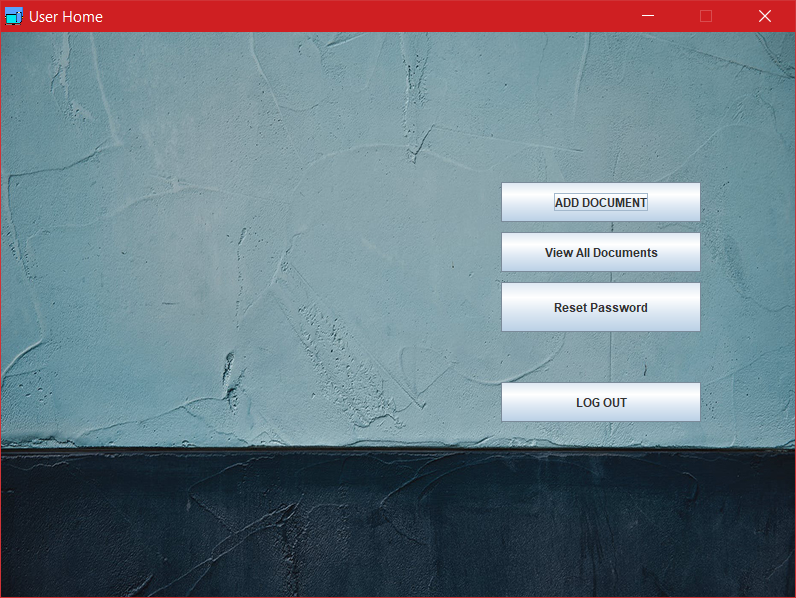 User Home
ADD DOCUMENT
View All Documents
Reset Password
LOG OUT